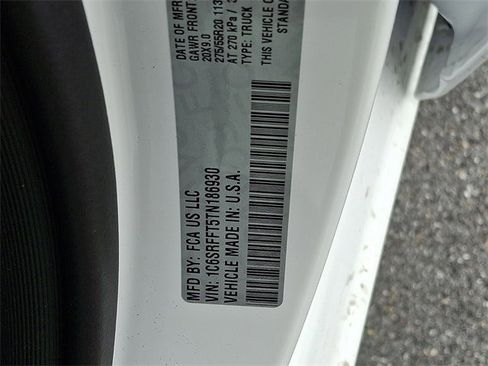 MFD BY: FCA US LLC
DATE OF MFR
GAWR FRONT:
20X9.0
275/55R20 113
AT 270 kPa /
VIN: 1C6SRFFT5TN186930
TYPE: TRUCK
VEHICLE MADE IN: U.S.A.
THIS VEHICLE
STANDA